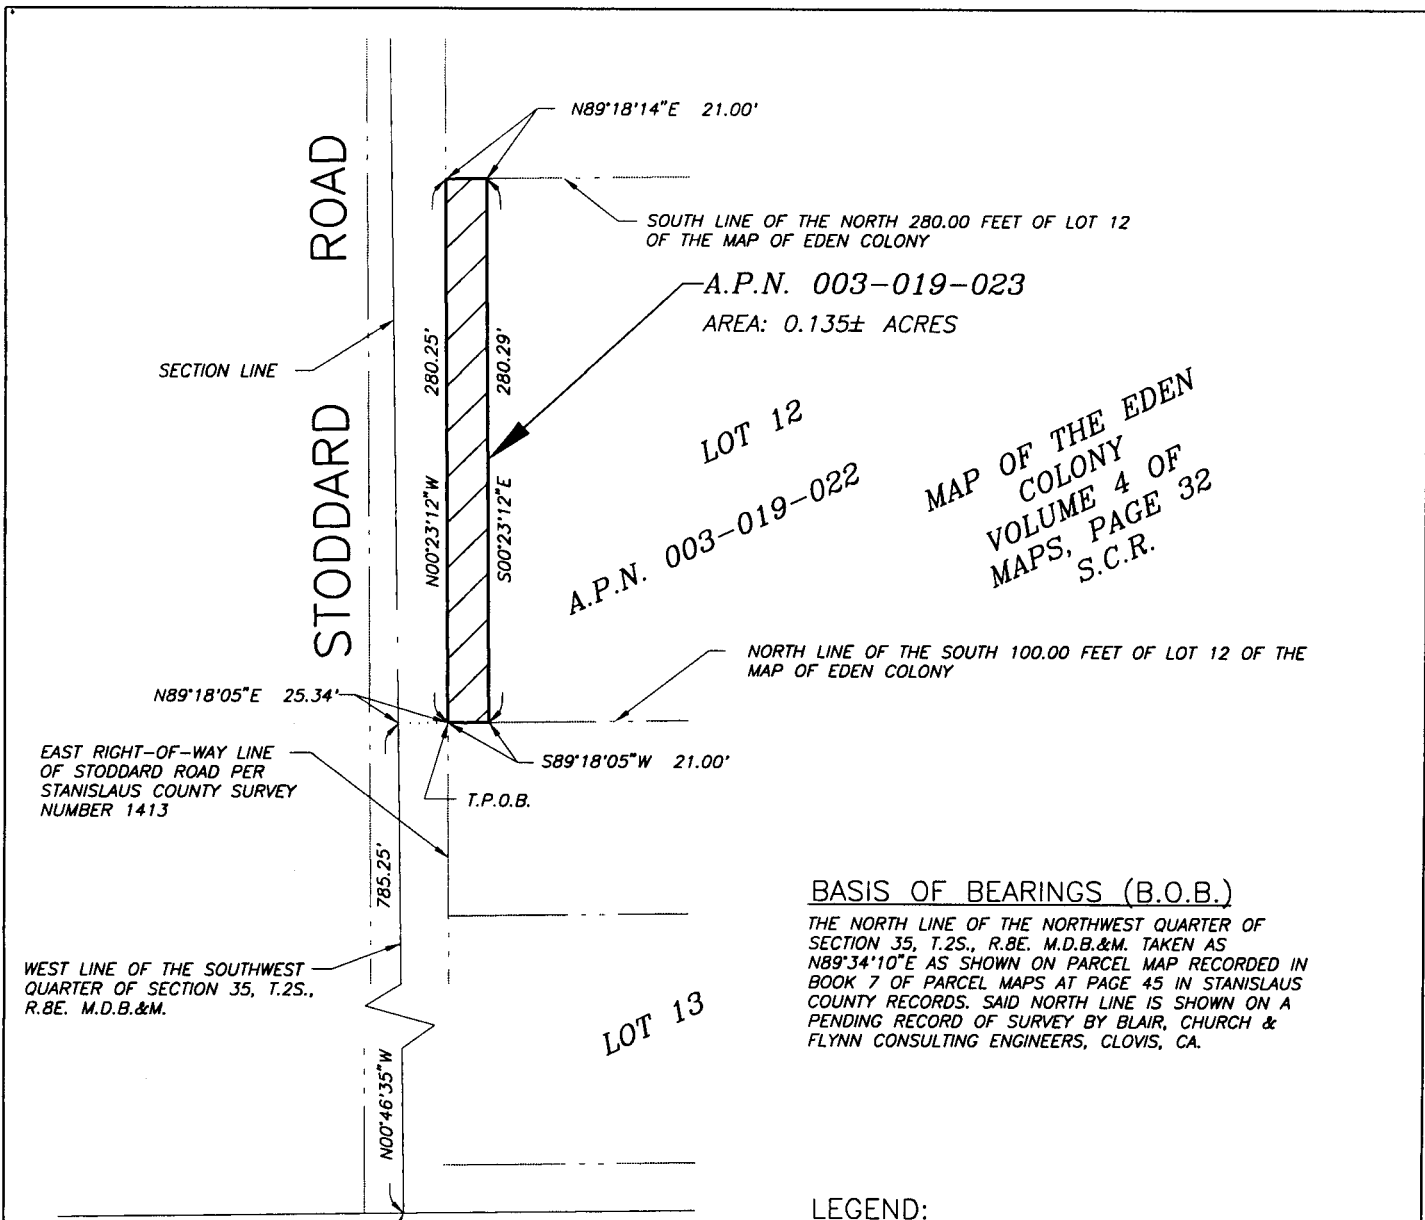 N89°18'14"E 21.00'
ROAD
SOUTH LINE OF THE NORTH 280.00 FEET OF LOT 12
OF THE MAP OF EDEN COLONY
A.P.N. 003-019-023
AREA: 0.135± ACRES
280.25'
280.29'
SECTION LINE
STODDARD
LOT 12
A.P.N. 003-019-022
MAP OF THE EDEN
COLONY
VOLUME 4 OF
MAPS, PAGE 32
S.C.R.
N00°23'12"W
S00°23'12"E
NORTH LINE OF THE SOUTH 100.00 FEET OF LOT 12 OF THE
MAP OF EDEN COLONY
N89°18'05"E 25.34'
EAST RIGHT-OF-WAY LINE
OF STODDARD ROAD PER
STANISLAUS COUNTY SURVEY
NUMBER 1413
S89°18'05"W 21.00'
T.P.O.B.
785.25'
WEST LINE OF THE SOUTHWEST
QUARTER OF SECTION 35, T.2S.,
R.8E. M.D.B.&M.
BASIS OF BEARINGS (B.O.B.)
THE NORTH LINE OF THE NORTHWEST QUARTER OF
SECTION 35, T.2S., R.8E. M.D.B.&M. TAKEN AS
N89°34'10"E AS SHOWN ON PARCEL MAP RECORDED IN
BOOK 7 OF PARCEL MAPS AT PAGE 45 IN STANISLAUS
COUNTY RECORDS. SAID NORTH LINE IS SHOWN ON A
PENDING RECORD OF SURVEY BY BLAIR, CHURCH &
FLYNN CONSULTING ENGINEERS, CLOVIS, CA.
LOT 13
N00°46'35"W
LEGEND: